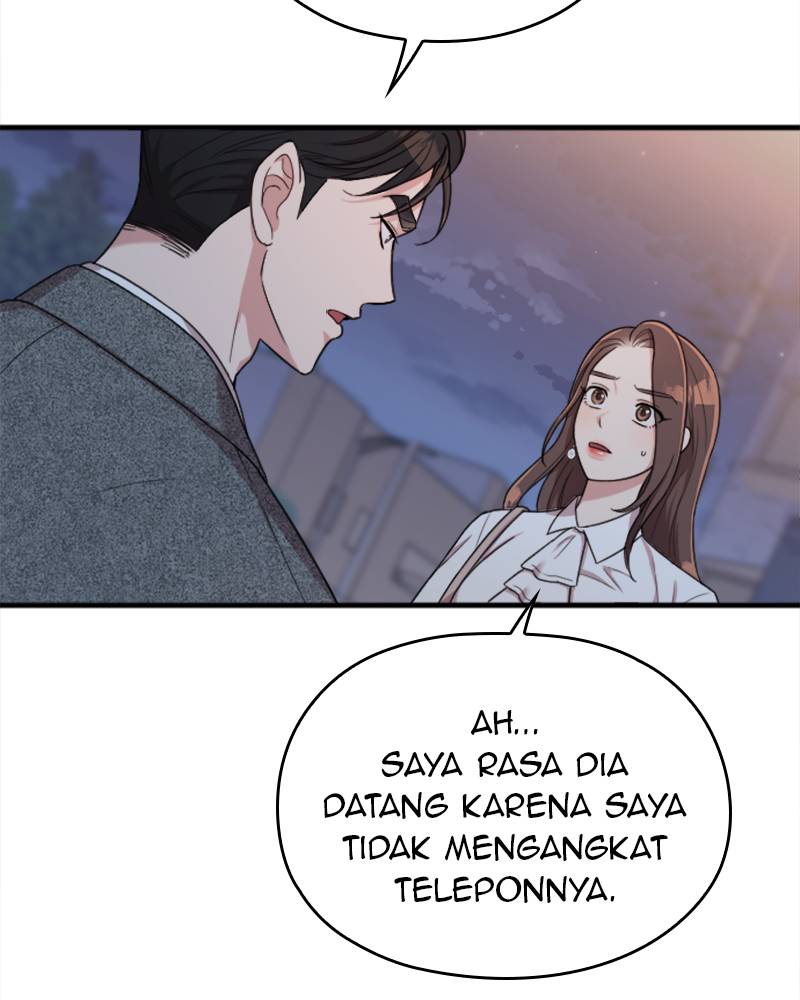 AH...
SAYA RASA DIA
DATANG KARENA SAYA
TIDAK MENGANGKAT
TELEPONNYA.